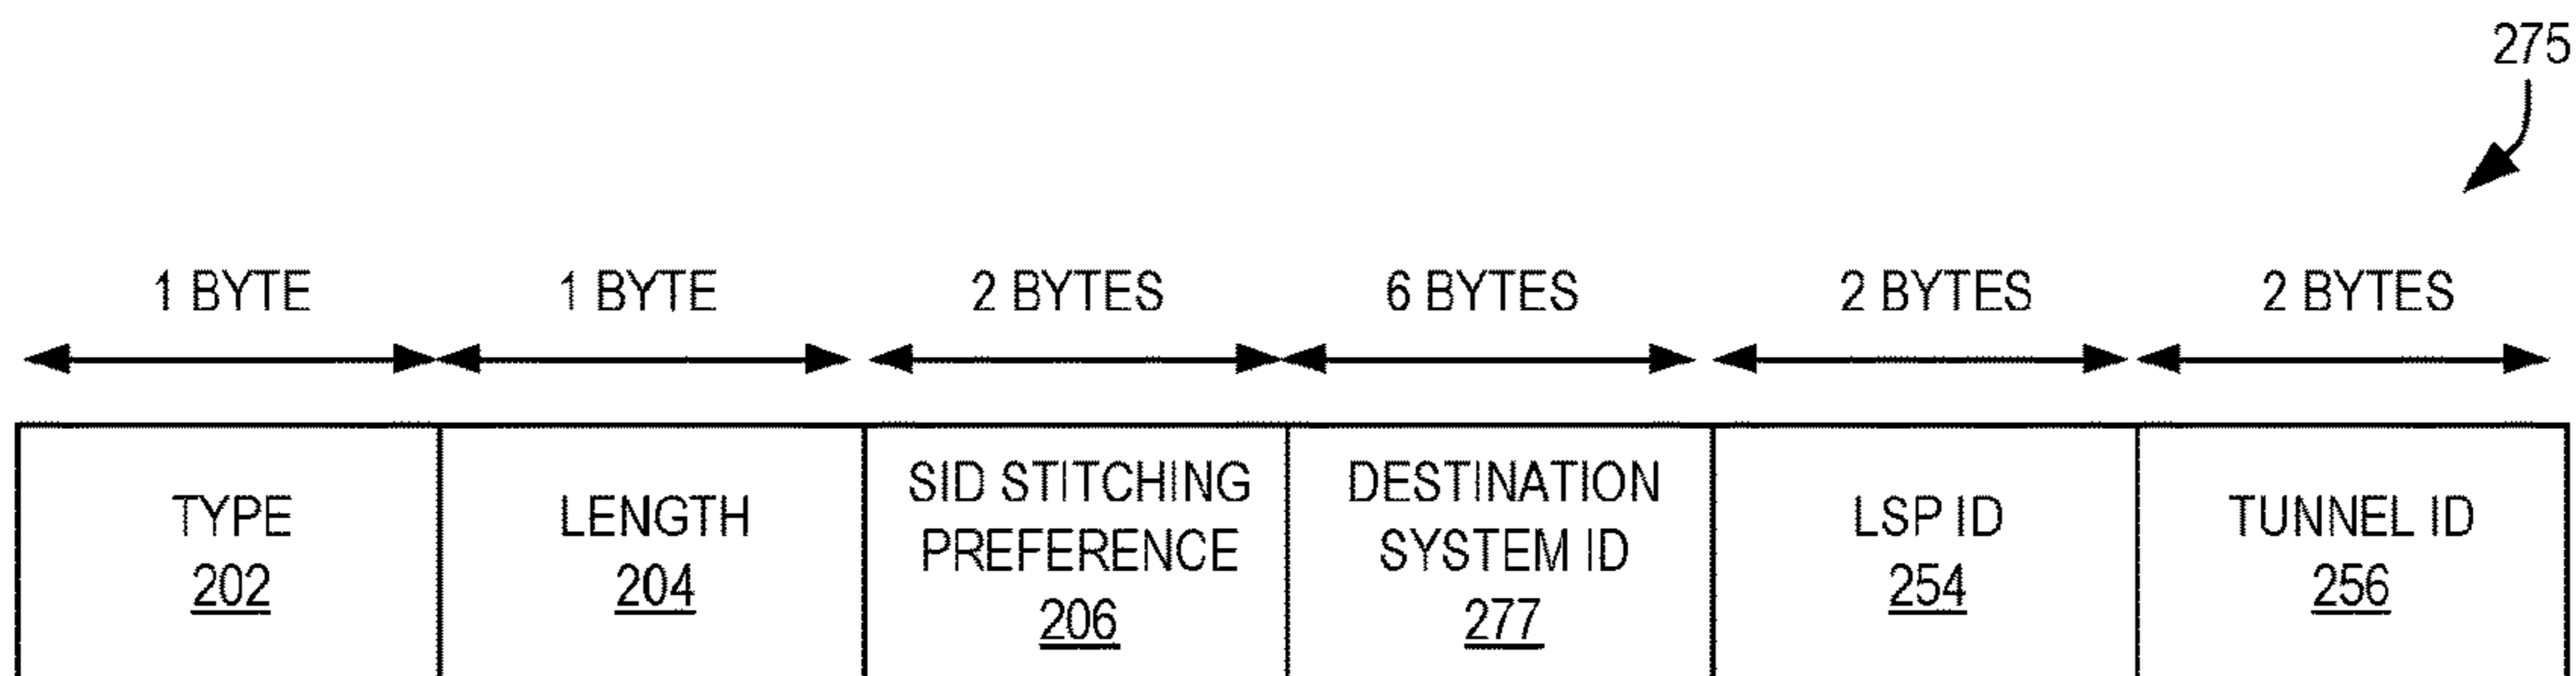 275
1 BYTE 1 BYTE 2 BYTES 6 BYTES 2 BYTES 2 BYTES
TYPE
202
LENGTH
204
SID STITCHING
PREFERENCE
206
DESTINATION
SYSTEM ID
277
LSP ID
254
TUNNEL ID
256